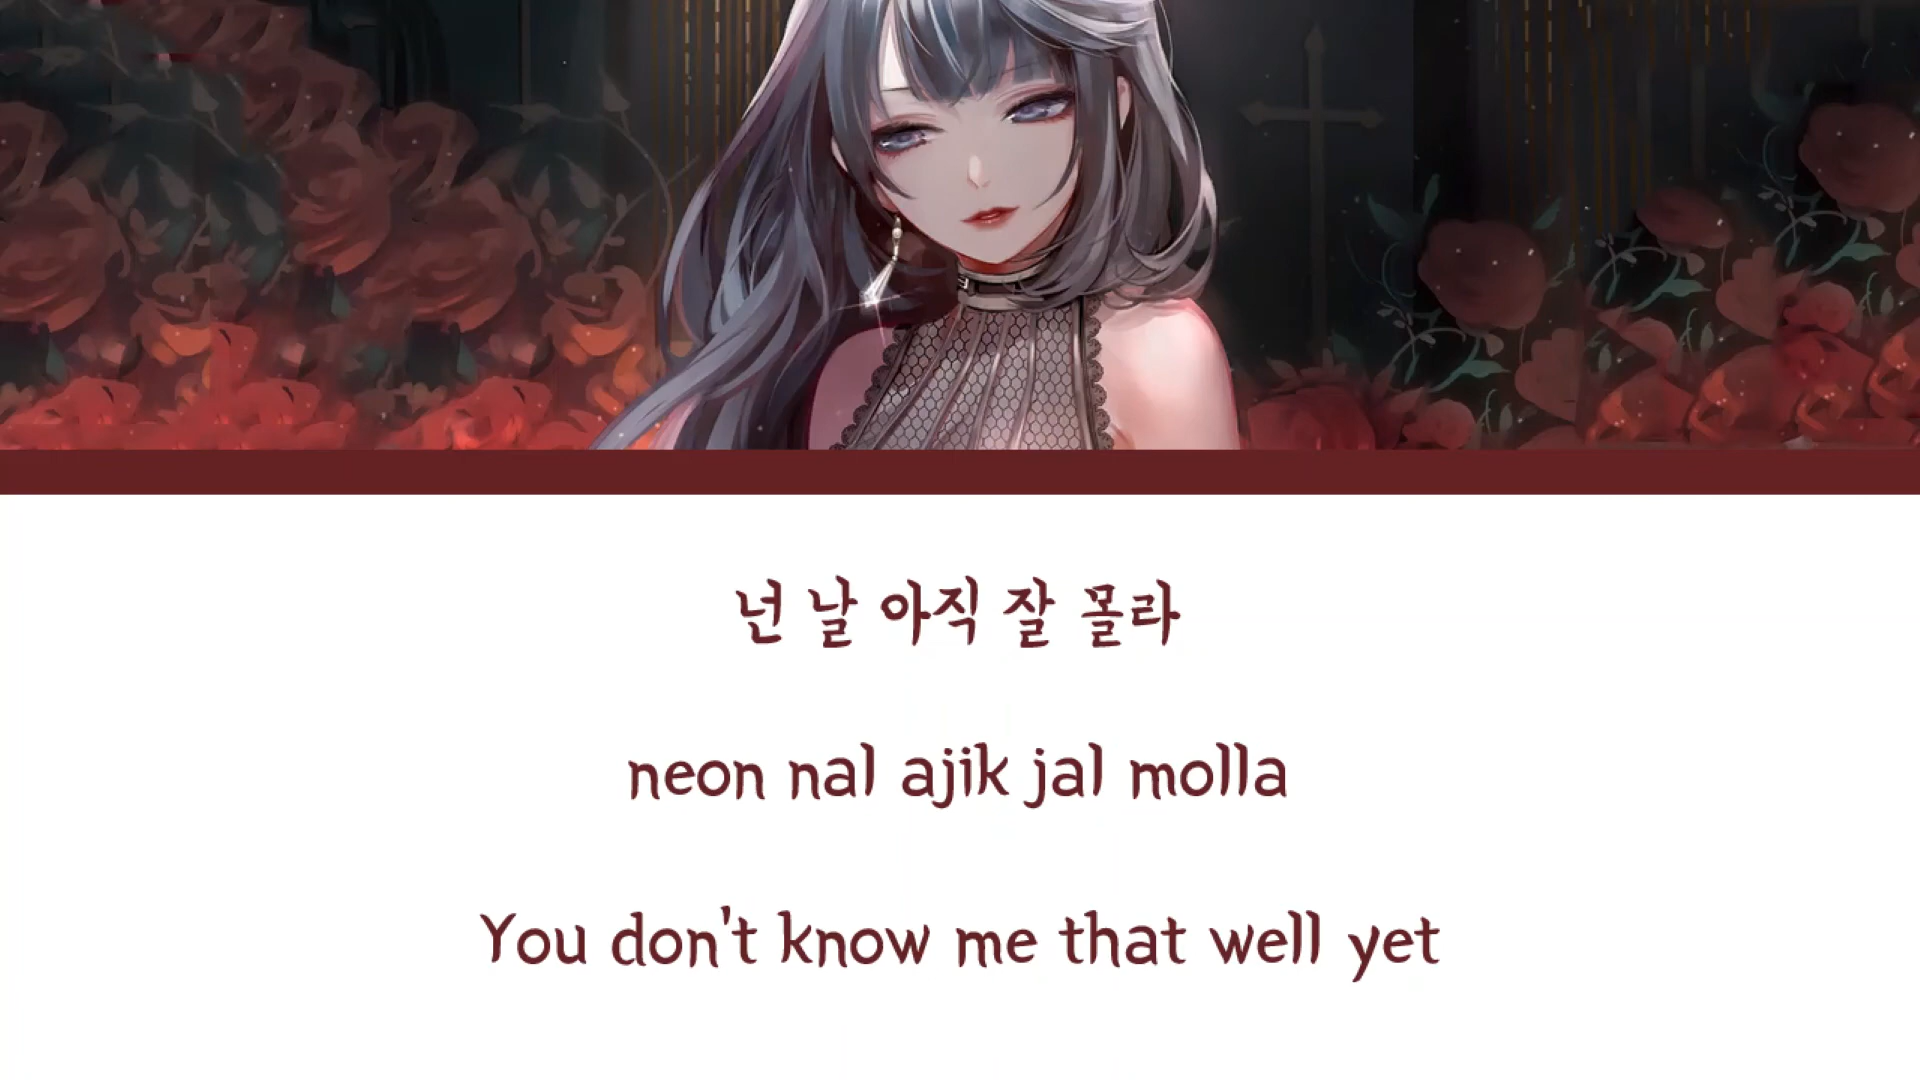 넌 날 아직 잘 몰라
neon nal ajik jal molla
You don't know me that well yet